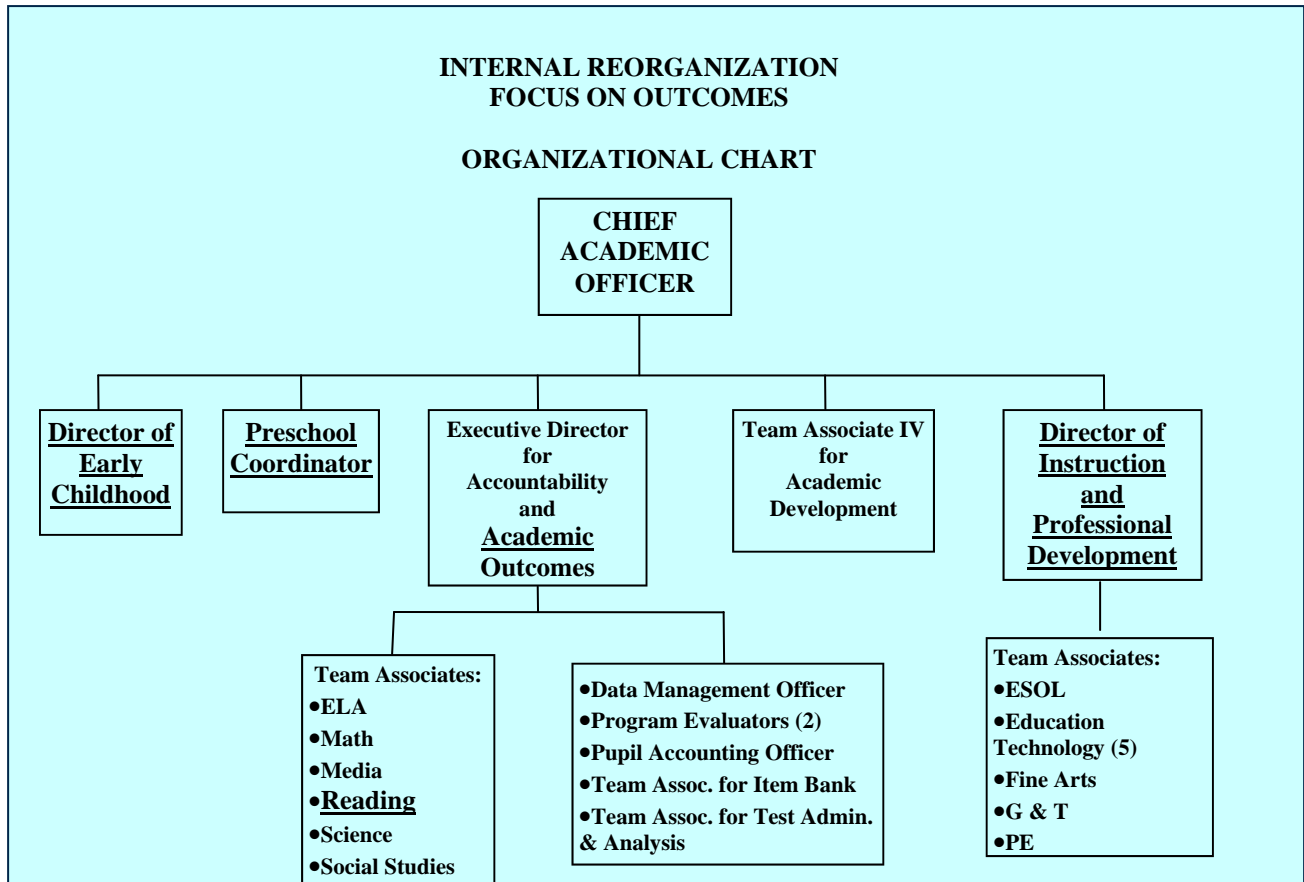 INTERNAL REORGANIZATION
FOCUS ON OUTCOMES
ORGANIZATIONAL CHART
CHIEF
ACADEMIC
OFFICER
Director of
Early
Childhood
Preschool
Coordinator
Executive Director
for
Accountability
and
Academic
Outcomes
Team Associate IV
for
Academic
Development
Director of
Instruction
and
Professional
Development
Team Associates:
•ELA
•Math
•Media
•Reading
•Science
•Social Studies
•Data Management Officer
•Program Evaluators (2)
•Pupil Accounting Officer
•Team Assoc. for Item Bank
•Team Assoc. for Test Admin.
& Analysis
Team Associates:
•ESOL
•Education
Technology (5)
•Fine Arts
•G & T
•PE